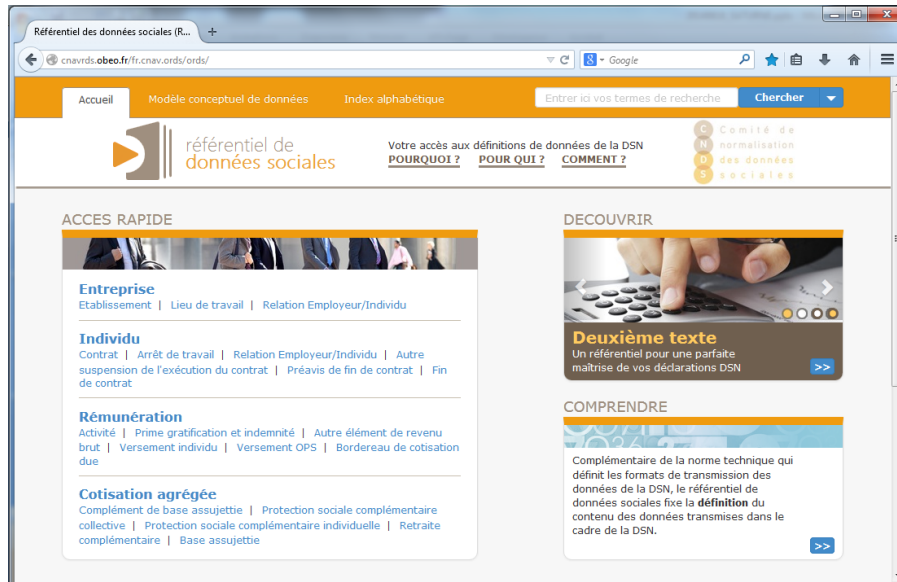 Référentiel des données sociales (R...
cnavrds.obeo.fr/fr.cnav.ords/ords/
Google
Accueil
Modèle conceptuel de données
Index alphabétique
Entrer ici vos termes de recherche
Chercher
référentiel de
données sociales
Votre accès aux définitions de données de la DSN
POURQUOI ?
POUR QUI ?
COMMENT ?
C Comité de
N normalisation
D des données
S sociales
ACCES RAPIDE
Entreprise
Etablissement | Lieu de travail | Relation Employeur/Individu
Individu
Contrat | Arrêt de travail | Relation Employeur/Individu | Autre
suspension de l'exécution du contrat | Préavis de fin de contrat | Fin
de contrat
Rémunération
Activité | Prime gratification et indemnité | Autre élément de revenu
brut | Versement individu | Versement OPS | Bordereau de cotisation
due
Cotisation agrégée
Complément de base assujettie | Protection sociale complémentaire
collective | Protection sociale complémentaire individuelle | Retraite
complémentaire | Base assujettie
DECOUVRIR
Deuxième texte
Un référentiel pour une parfaite
maîtrise de vos déclarations DSN
>>
COMPRENDRE
Complémentaire de la norme technique qui
définit les formats de transmission des
données de la DSN, le référentiel de
données sociales fixe la définition du
contenu des données transmises dans le
cadre de la DSN.
>>